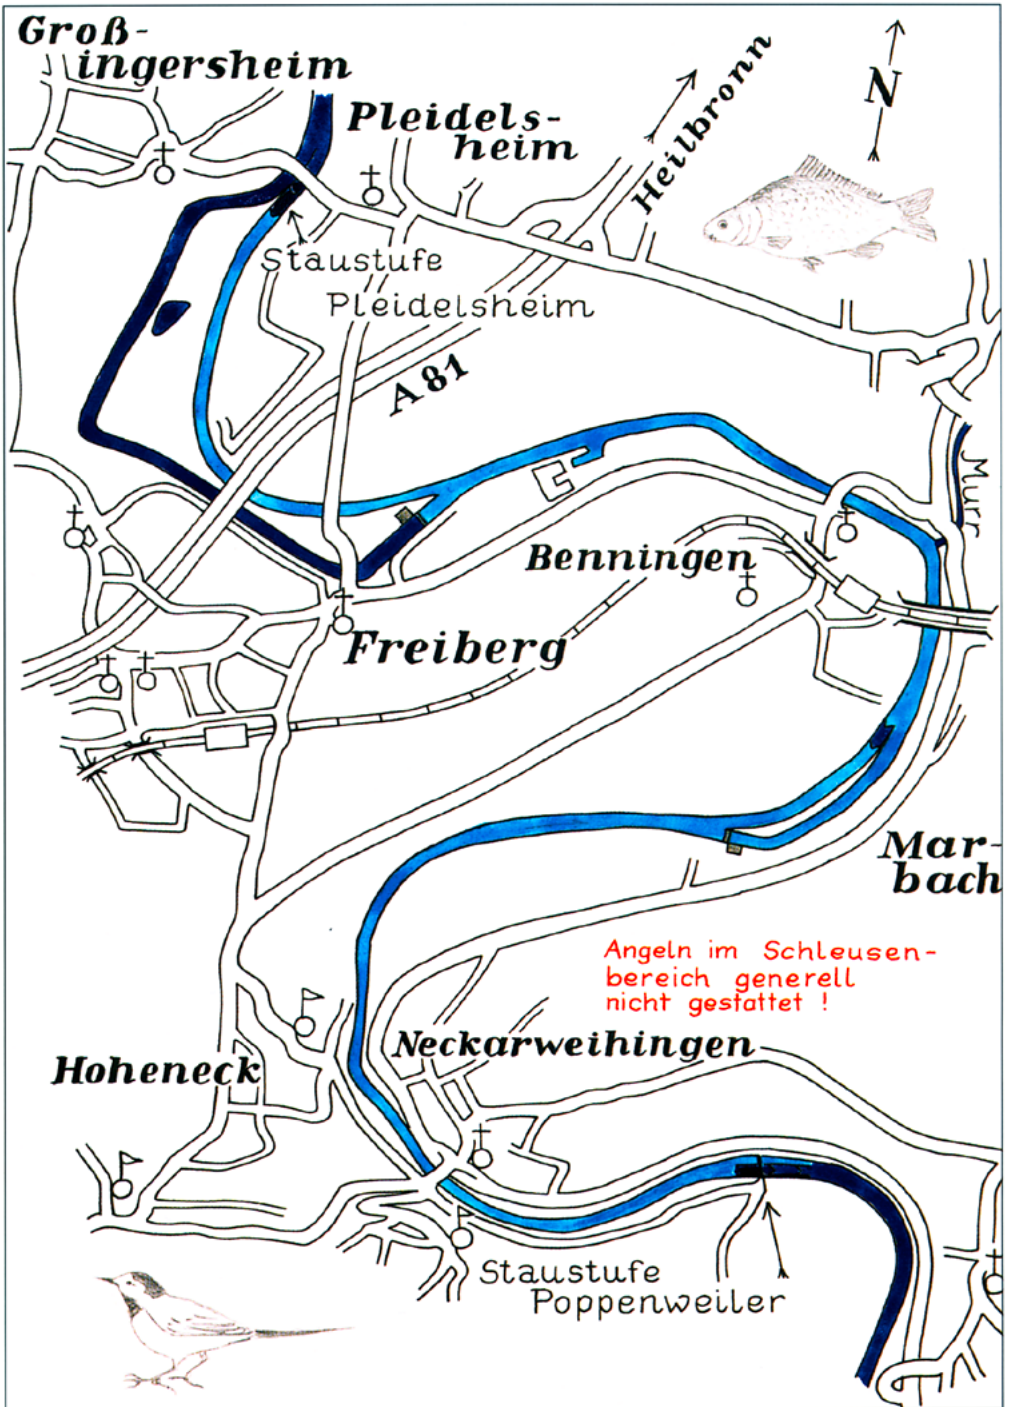 Groß-
ingersheim
Pleidels-
heim
Heilbronn
N
Staustufe
Pleidelsheim
A 81
Murr
Benningen
Freiberg
Mar-
bach
Angeln im Schleusen-
bereich generell
nicht gestattet !
Neckarweihingen
Hoheneck
Staustufe
Poppenweiler